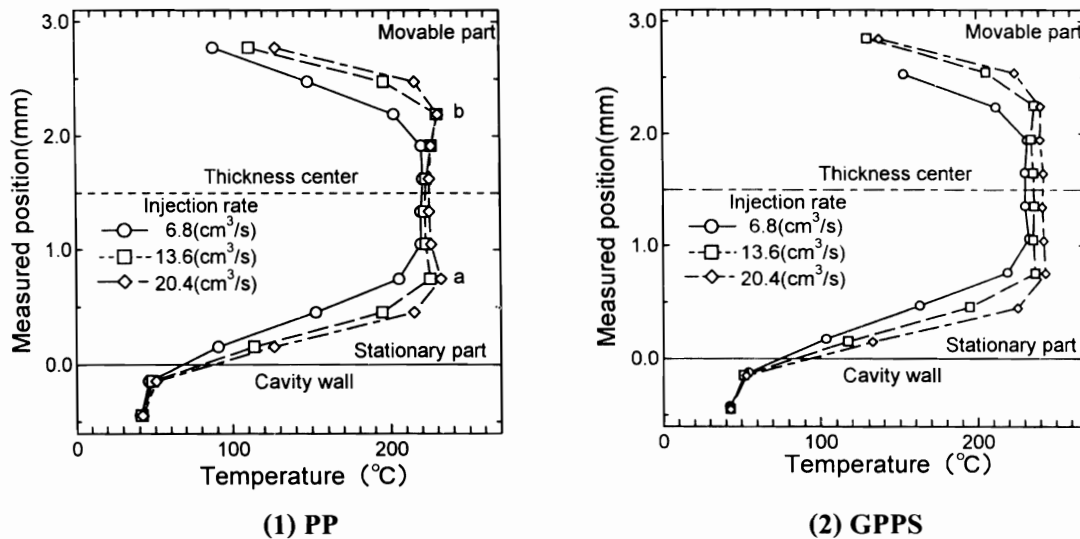 3.0
Movable part
b
2.0
Measured position(mm)
Thickness center
Injection rate
6.8(cm³/s)
13.6(cm³/s)
20.4(cm³/s)
1.0
a
Stationary part
0.0
Cavity wall
0
100
200
Temperature (°C)
(1) PP
3.0
Movable part
2.0
Measured position(mm)
Thickness center
Injection rate
6.8(cm³/s)
13.6(cm³/s)
20.4(cm³/s)
1.0
Stationary part
0.0
Cavity wall
0
100
200
Temperature (°C)
(2) GPPS